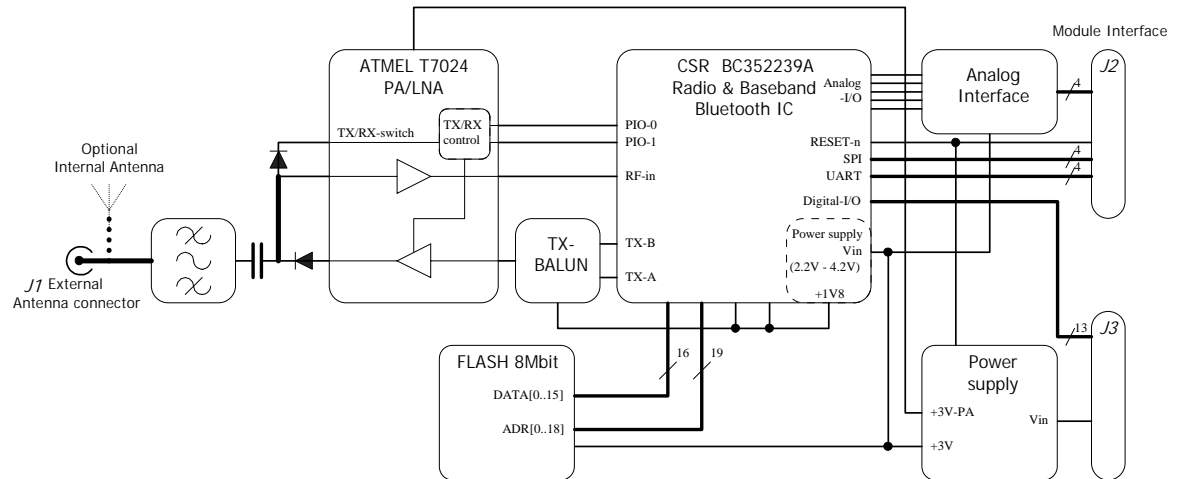 Module Interface
ATMEL T7024
PA/LNA
CSR BC352239A
Radio & Baseband
Bluetooth IC
Analog
-I/O
Analog
Interface
J2
4
TX/RX-switch
TX/RX
control
PIO-0
PIO-1
RESET-n
SPI
4
UART
4
Optional
Internal Antenna
RF-in
Digital-I/O
TX-
BALUN
TX-B
TX-A
Power supply
Vin
(2.2V - 4.2V)
+1V8
J1 External
Antenna connector
FLASH 8Mbit
16
19
DATA[0..15]
ADR[0..18]
Power
supply
+3V-PA
+3V
Vin
13
J3